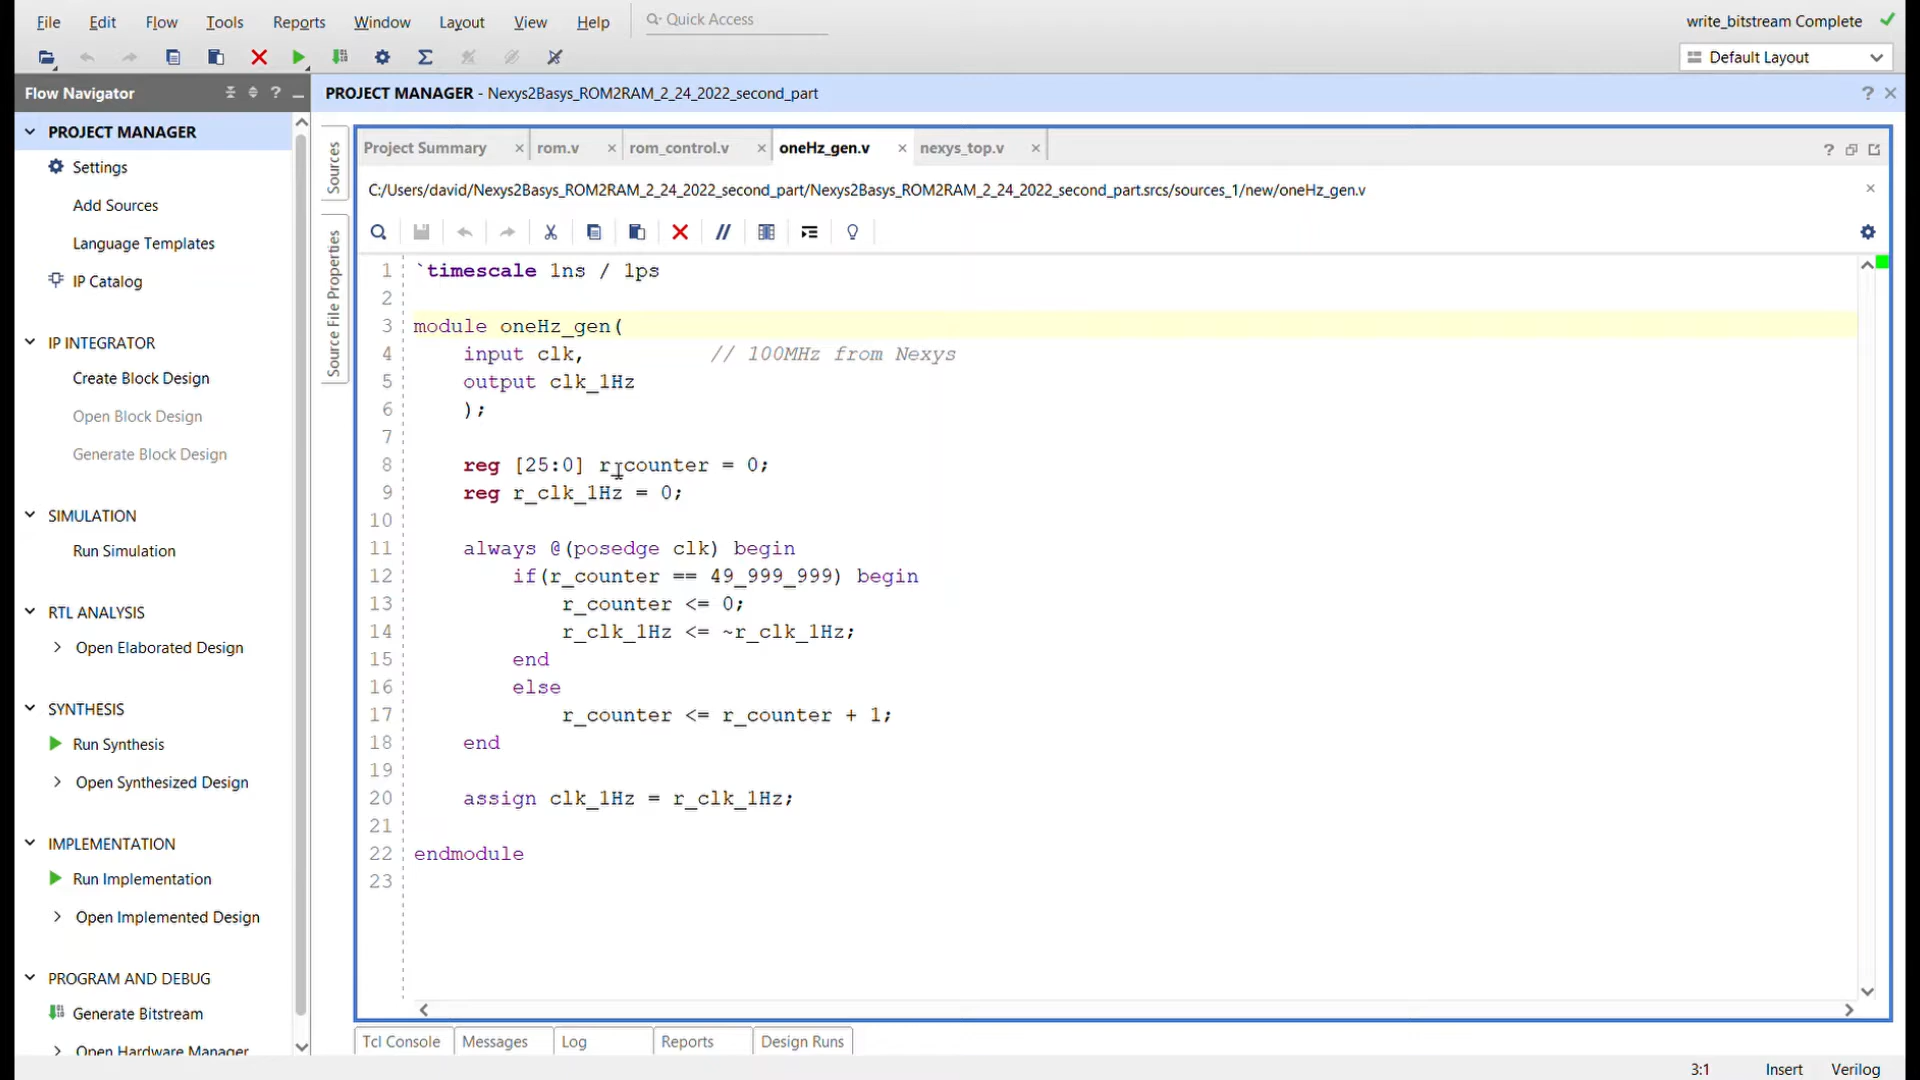 File Edit Flow Tools Reports Window Layout View Help Quick Access write_bitstream Complete
Default Layout
Flow Navigator ? PROJECT MANAGER - Nexys2Basys_ROM2RAM_2_24_2022_second_part ?
PROJECT MANAGER
Settings
Add Sources
Language Templates
IP Catalog
IP INTEGRATOR
Create Block Design
Open Block Design
Generate Block Design
SIMULATION
Run Simulation
RTL ANALYSIS
Open Elaborated Design
SYNTHESIS
Run Synthesis
Open Synthesized Design
IMPLEMENTATION
Run Implementation
Open Implemented Design
PROGRAM AND DEBUG
Generate Bitstream
Open Hardware Manager
Sources
Source File Properties
Project Summary rom.v rom_control.v oneHz_gen.v nexys_top.v ?
C:/Users/david/Nexys2Basys_ROM2RAM_2_24_2022_second_part/Nexys2Basys_ROM2RAM_2_24_2022_second_part.srcs/sources_1/new/oneHz_gen.v
1 `timescale 1ns / 1ps
2
3 module oneHz_gen(
4 input clk, // 100MHz from Nexys
5 output clk_1Hz
6 );
7
8 reg [25:0] r_counter = 0;
9 reg r_clk_1Hz = 0;
10
11 always @(posedge clk) begin
12 if(r_counter == 49_999_999) begin
13 r_counter <= 0;
14 r_clk_1Hz <= ~r_clk_1Hz;
15 end
16 else
17 r_counter <= r_counter + 1;
18 end
19
20 assign clk_1Hz = r_clk_1Hz;
21
22 endmodule
23
Tcl Console Messages Log Reports Design Runs
3:1 Insert Verilog